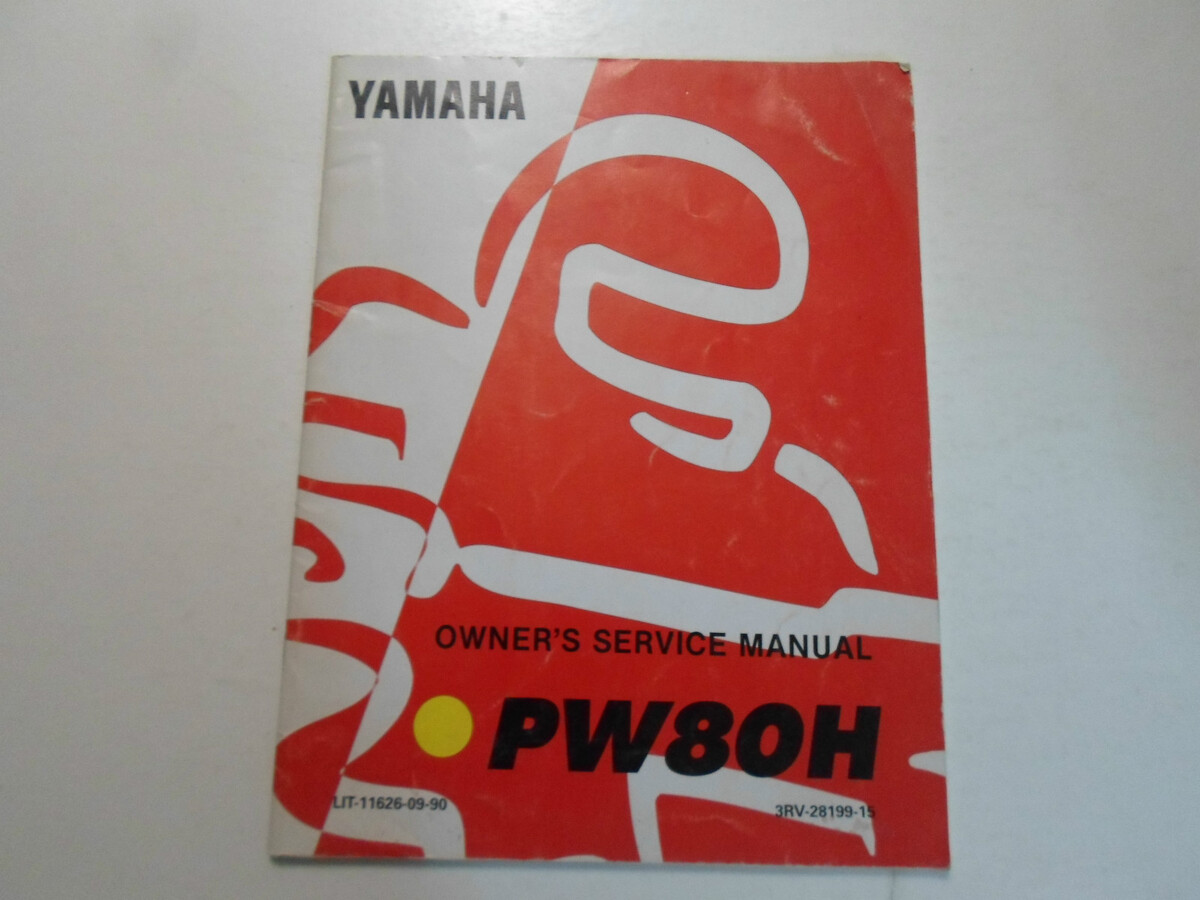 YAMAHA
OWNER'S SERVICE MANUAL
PW80H
LIT-11626-09-90
3RV-28199-15